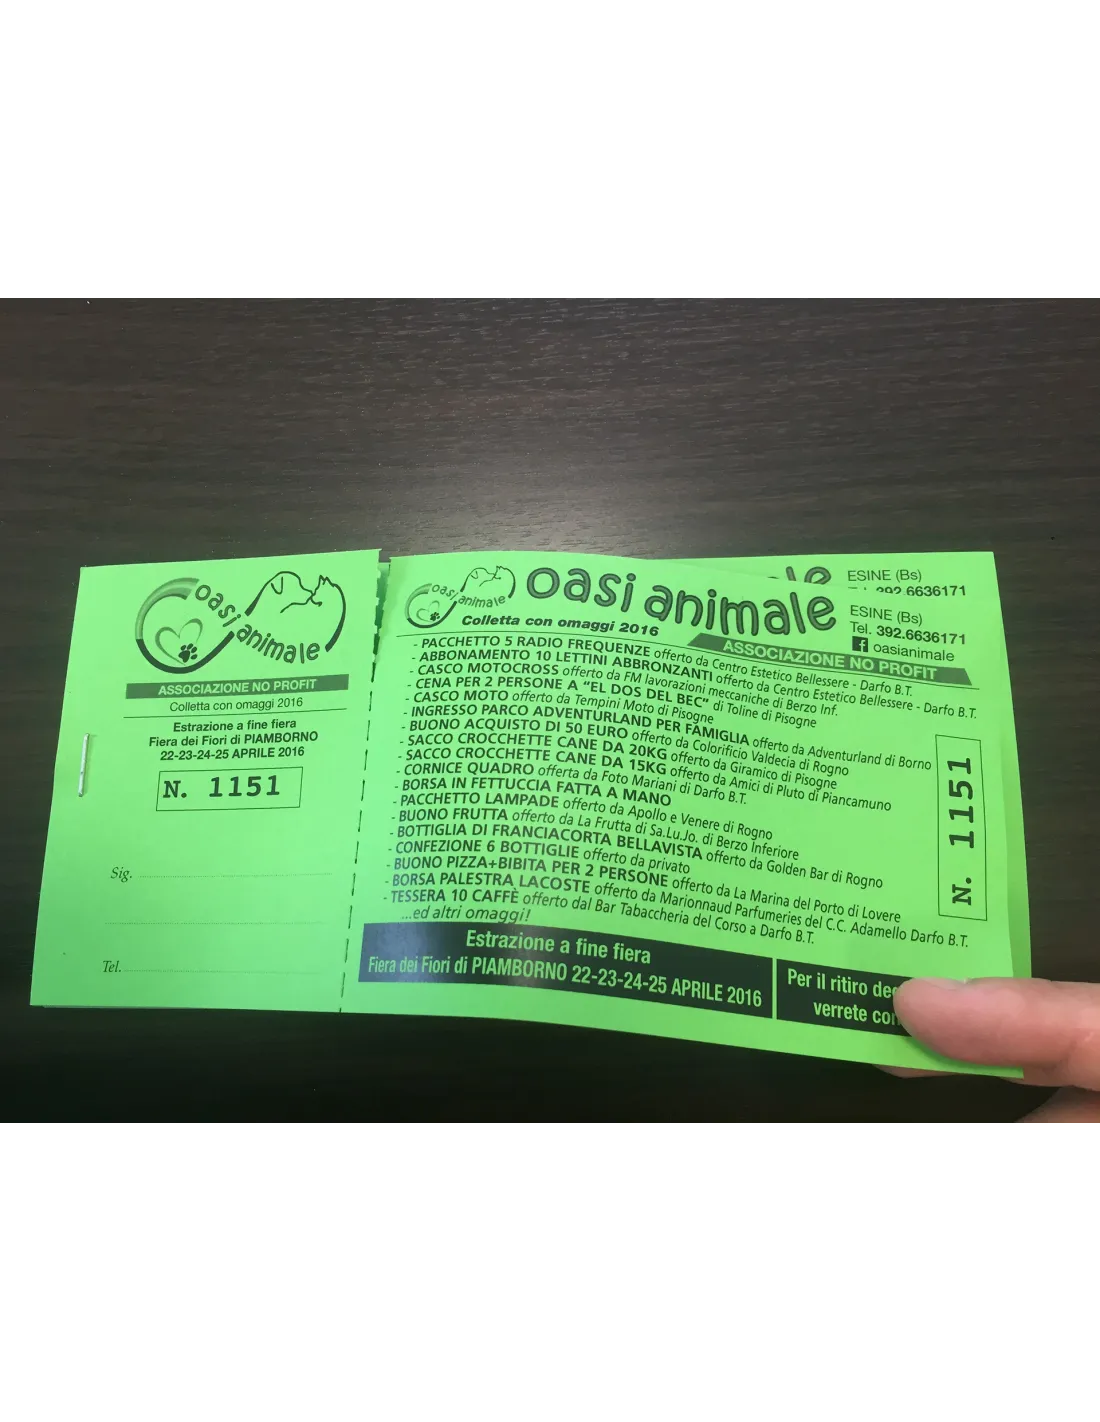 oasi animale
ASSOCIAZIONE NO PROFIT
Colletta con omaggi 2016
Estrazione a fine fiera
Fiera dei Fiori di PIAMBORNO
22-23-24-25 APRILE 2016
N. 1151
Sig.
Tel.
ESINE (Bs)
392.6636171
oasi animale
oasi animale
Colletta con omaggi 2016
ESINE (Bs)
Tel. 392.6636171
oasianimale
ASSOCIAZIONE NO PROFIT
- PACCHETTO 5 RADIO FREQUENZE offerto da Centro Estetico Bellessere - Darfo B.T.
- ABBONAMENTO 10 LETTINI ABBRONZANTI offerto da Centro Estetico Bellessere - Darfo B.T.
- CASCO MOTOCROSS offerto da FM lavorazioni meccaniche di Berzo Inf.
- CENA PER 2 PERSONE A "EL DOS DEL BEC" di Toline di Pisogne
- CASCO MOTO offerto da Tempini Moto di Pisogne
- INGRESSO PARCO ADVENTURLAND PER FAMIGLIA offerto da Adventurland di Borno
- BUONO ACQUISTO DI 50 EURO offerto da Colorificio Valdecia di Rogno
- SACCO CROCCHETTE CANE DA 20KG offerto da Giramico di Pisogne
- SACCO CROCCHETTE CANE DA 15KG offerto da Amici di Pluto di Piancamuno
- CORNICE QUADRO offerta da Foto Mariani di Darfo B.T.
- BORSA IN FETTUCCIA FATTA A MANO
- PACCHETTO LAMPADE offerto da Apollo e Venere di Rogno
- BUONO FRUTTA offerto da La Frutta di Sa.Lu.Jo. di Berzo Inferiore
- BOTTIGLIA DI FRANCIACORTA BELLAVISTA offerto da Golden Bar di Rogno
- CONFEZIONE 6 BOTTIGLIE offerto da privato
- BUONO PIZZA+BIBITA PER 2 PERSONE offerto da La Marina del Porto di Lovere
- BORSA PALESTRA LACOSTE offerto da Marionnaud Parfumeries del C.C. Adamello Darfo B.T.
- TESSERA 10 CAFFÈ offerto dal Bar Tabaccheria del Corso a Darfo B.T.
...ed altri omaggi!
N. 1151
Estrazione a fine fiera
Fiera dei Fiori di PIAMBORNO 22-23-24-25 APRILE 2016
Per il ritiro
verrete